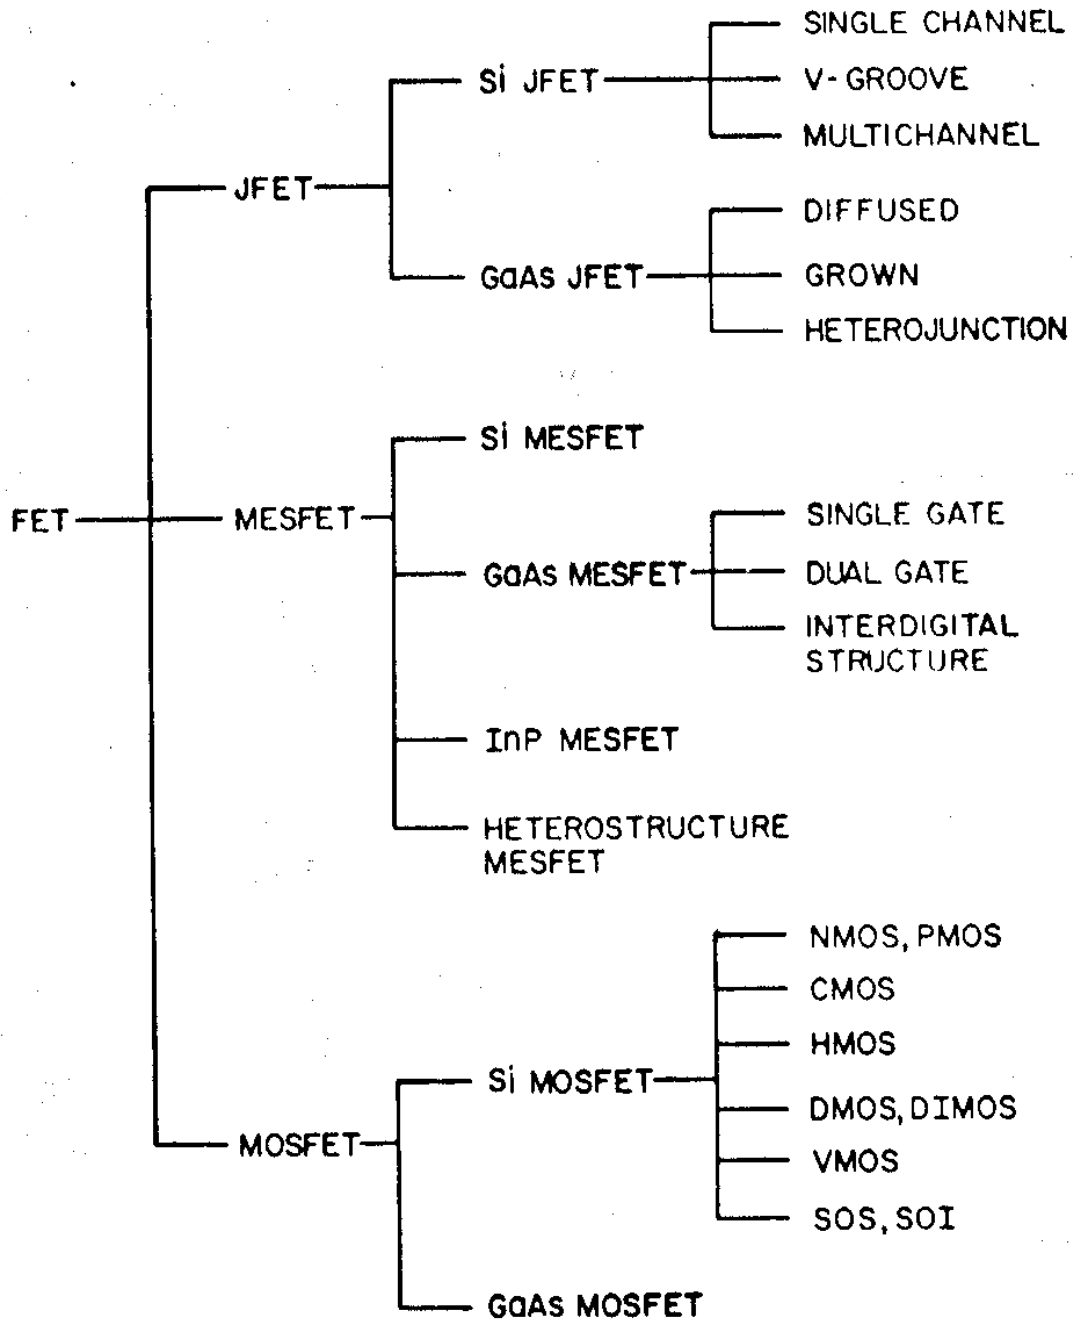 SINGLE CHANNEL
Si JFET
V-GROOVE
MULTICHANNEL
JFET
DIFFUSED
GaAs JFET
GROWN
HETEROJUNCTION
Si MESFET
FET
MESFET
SINGLE GATE
GaAs MESFET
DUAL GATE
INTERDIGITAL
STRUCTURE
InP MESFET
HETEROSTRUCTURE
MESFET
NMOS, PMOS
CMOS
HMOS
Si MOSFET
DMOS, DIMOS
MOSFET
VMOS
SOS, SOI
GaAs MOSFET